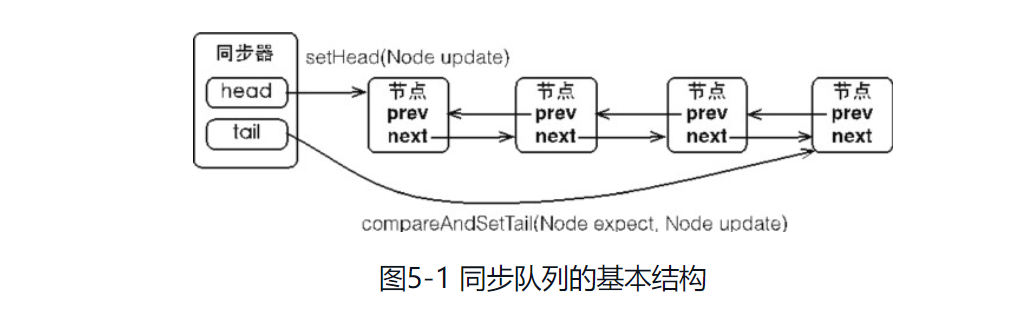 同步器
setHead(Node update)
head
tail
节点
prev
next
节点
prev
next
节点
prev
next
节点
prev
next
compareAndSetTail(Node expect, Node update)
图5-1 同步队列的基本结构